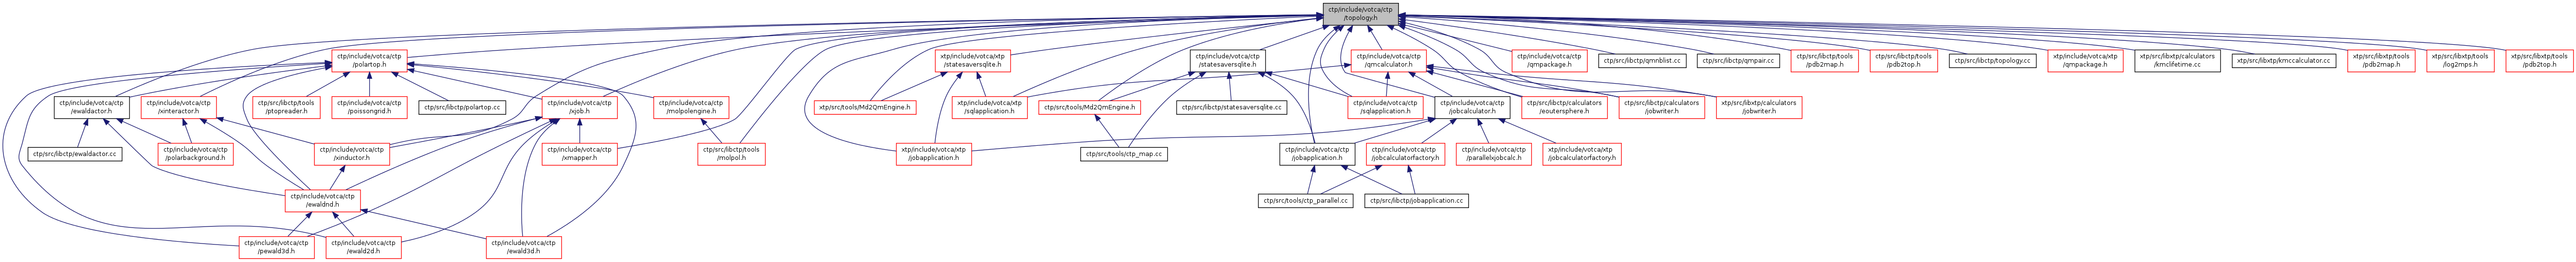 ctp/include/votca/ctp
/topology.h
ctp/include/votca/ctp
/polartop.h
xtp/include/votca/xtp
/statesaversqlite.h
ctp/include/votca/ctp
/statesaversqlite.h
ctp/include/votca/ctp
/qmcalculator.h
ctp/include/votca/ctp
/qmpackage.h
ctp/src/libctp/qmnblist.cc
ctp/src/libctp/qmpair.cc
ctp/src/libctp/tools
/pdb2map.h
ctp/src/libctp/tools
/pdb2top.h
ctp/src/libctp/topology.cc
xtp/include/votca/xtp
/qmpackage.h
xtp/src/libxtp/calculators
/kmclifetime.cc
xtp/src/libxtp/kmccalculator.cc
xtp/src/libxtp/tools
/pdb2map.h
xtp/src/libxtp/tools
/log2mps.h
xtp/src/libxtp/tools
/pdb2top.h
ctp/include/votca/ctp
/ewaldactor.h
ctp/include/votca/ctp
/xinteractor.h
ctp/src/libctp/tools
/ptopreader.h
ctp/include/votca/ctp
/poissongrid.h
ctp/src/libctp/polartop.cc
ctp/include/votca/ctp
/xjob.h
ctp/include/votca/ctp
/molpolengine.h
xtp/src/tools/Md2QmEngine.h
xtp/include/votca/xtp
/sqlapplication.h
ctp/src/tools/Md2QmEngine.h
ctp/src/libctp/statesaversqlite.cc
ctp/include/votca/ctp
/sqlapplication.h
ctp/include/votca/ctp
/jobcalculator.h
ctp/src/libctp/calculators
/eoutersphere.h
ctp/src/libctp/calculators
/jobwriter.h
xtp/src/libxtp/calculators
/jobwriter.h
ctp/src/libctp/ewaldactor.cc
ctp/include/votca/ctp
/polarbackground.h
ctp/include/votca/ctp
/xinductor.h
ctp/include/votca/ctp
/xmapper.h
ctp/src/libctp/tools
/molpol.h
xtp/include/votca/xtp
/jobapplication.h
ctp/src/tools/ctp_map.cc
ctp/include/votca/ctp
/jobapplication.h
ctp/include/votca/ctp
/jobcalculatorfactory.h
ctp/include/votca/ctp
/parallelxjobcalc.h
xtp/include/votca/xtp
/jobcalculatorfactory.h
ctp/include/votca/ctp
/ewaldnd.h
ctp/src/tools/ctp_parallel.cc
ctp/src/libctp/jobapplication.cc
ctp/include/votca/ctp
/pewald3d.h
ctp/include/votca/ctp
/ewald2d.h
ctp/include/votca/ctp
/ewald3d.h